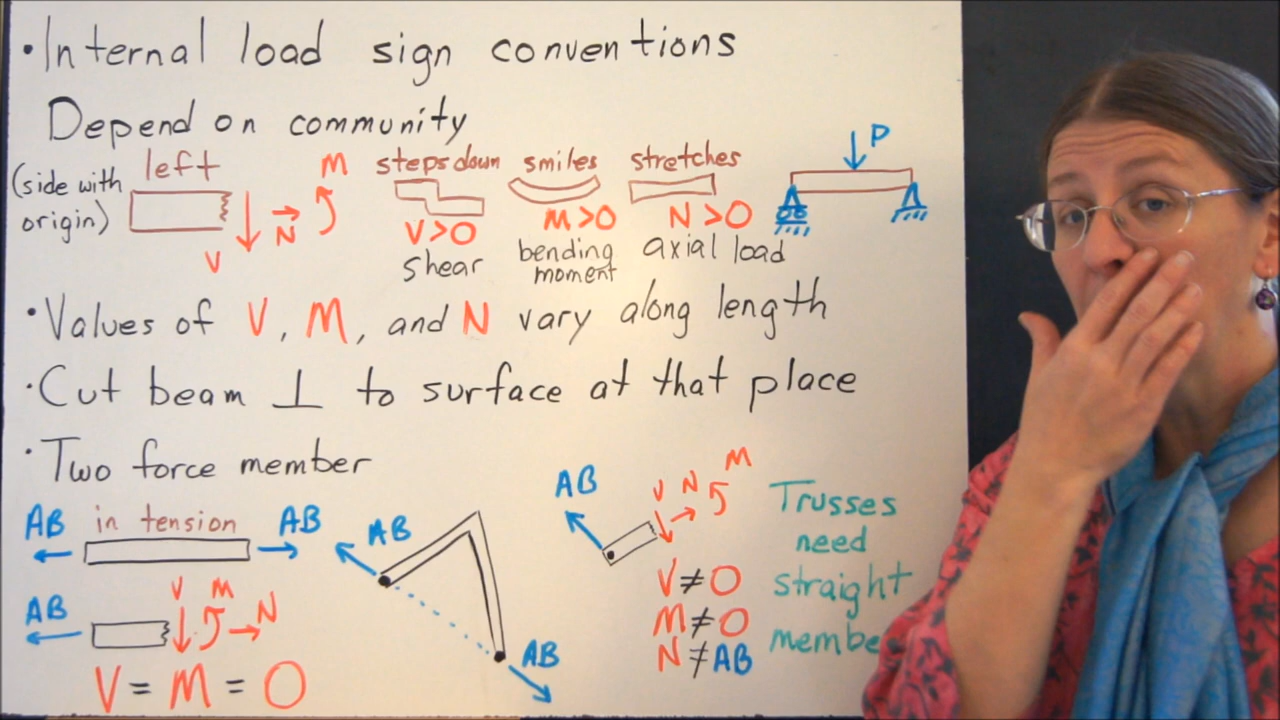 • Internal load sign conventions
Depend on community
(side with origin)
left
V
N
M
steps down
V>0
shear
smiles
M>0
bending moment
stretches
N>0
axial load
P
• Values of V, M, and N vary along length
• Cut beam ⊥ to surface at that place
• Two force member
AB in tension AB
AB
V M N
V = M = 0
AB
AB
AB
V N M
V ≠ 0
M ≠ 0
N ≠ AB
Trusses
need
straight
membe